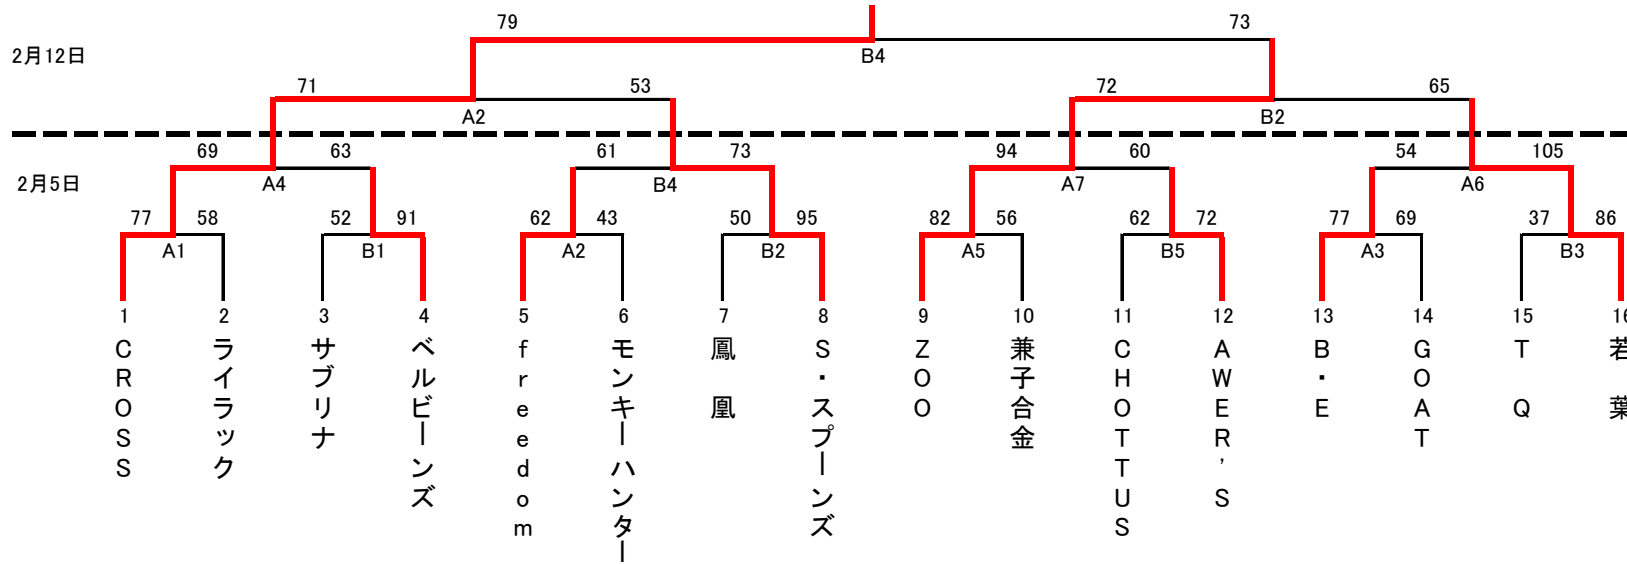 79 73
2月12日 B4
71 53 72 65
A2 B2
69 63 61 73 94 60 54 105
2月5日 A4 B4 A7 A6
77 58 52 91 62 43 50 95 82 56 62 72 77 69 37 86
A1 B1 A2 B2 A5 B5 A3 B3
1 2 3 4 5 6 7 8 9 10 11 12 13 14 15 16
CROSS
ライラック
サブリナ
ベルビーンズ
freedom
モンキーハンター
鳳凰
S・スプーンズ
ZOO
兼子合金
CHOTTUS
AWER'S
B・E
GOAT
TQ
若葉